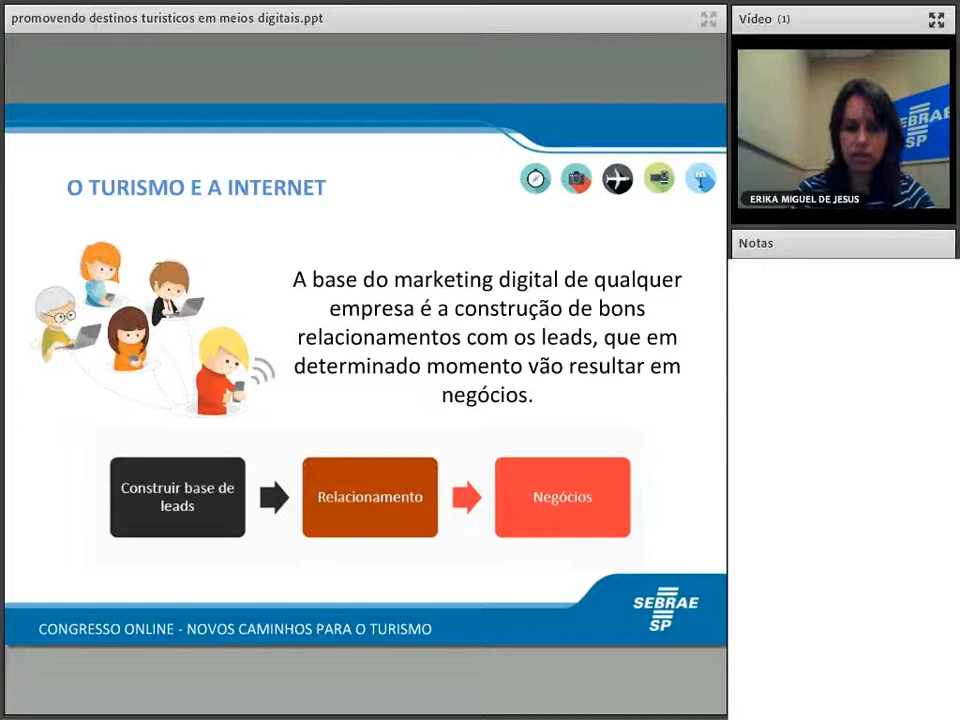 promovendo destinos turisticos em meios digitais.ppt
Vídeo (1)
EBRAE
SP
ERIKA MIGUEL DE JESUS
Notas
O TURISMO E A INTERNET
A base do marketing digital de qualquer
empresa é a construção de bons
relacionamentos com os leads, que em
determinado momento vão resultar em
negócios.
Construir base de
leads
Relacionamento
Negócios
SEBRAE
SP
CONGRESSO ONLINE - NOVOS CAMINHOS PARA O TURISMO